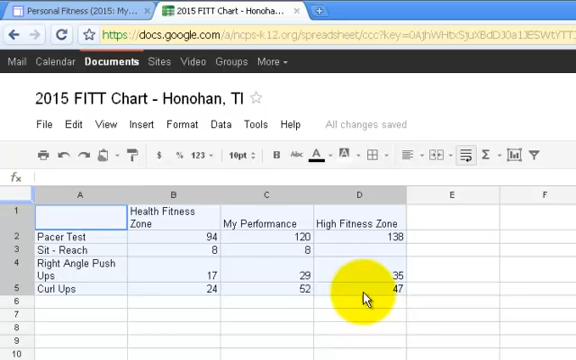 Personal Fitness (2015: My... × 2015 FITT Chart - Honohan, ×
https://docs.google.com/a/ncps-k12.org/spreadsheet/ccc?key=
Mail Calendar Documents Sites Video Groups More
2015 FITT Chart - Honohan, TI
File Edit View Insert Format Data Tools Help All changes saved
$ % 123 10pt B Abc A A Σ
fx
A B C D E F
1 Health Fitness
Zone My Performance High Fitness Zone
2 Pacer Test 94 120 138
3 Sit - Reach 8 8
4 Right Angle Push
Ups 17 29 35
5 Curl Ups 24 52 47
6
7
8
9
10